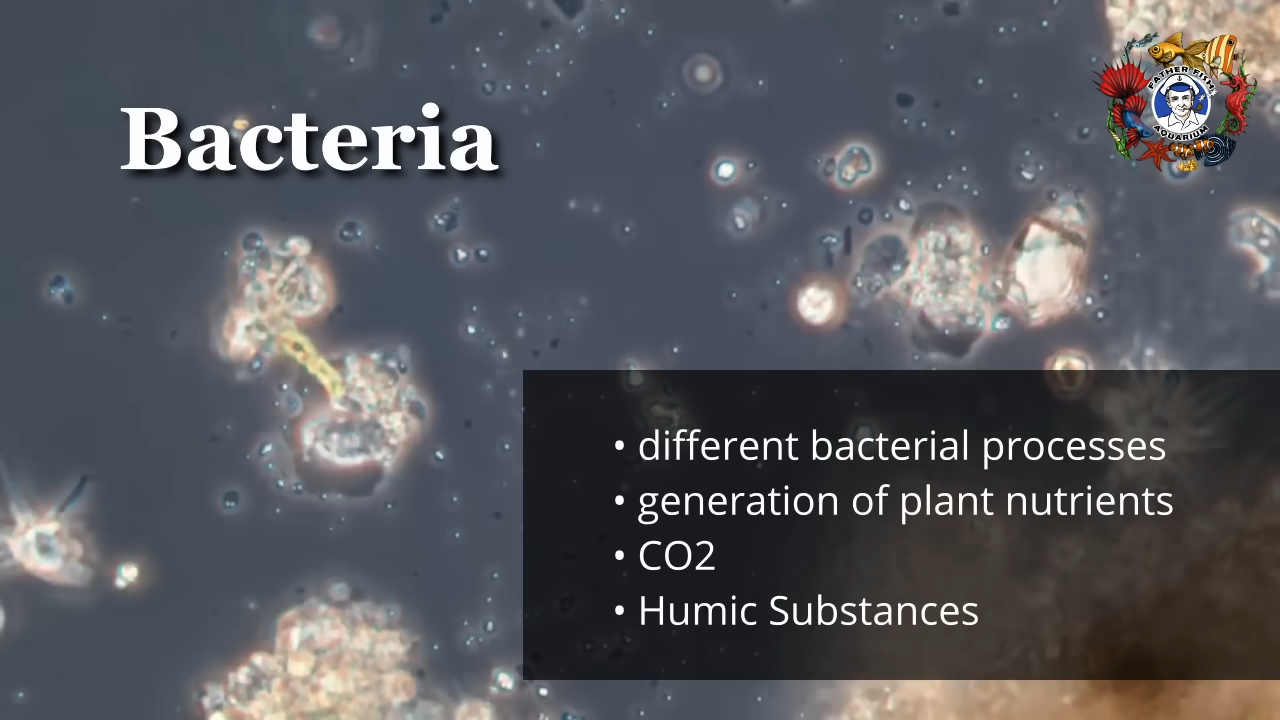 FATHER FISH
AQUARIUM
Bacteria
• different bacterial processes
• generation of plant nutrients
• CO2
• Humic Substances